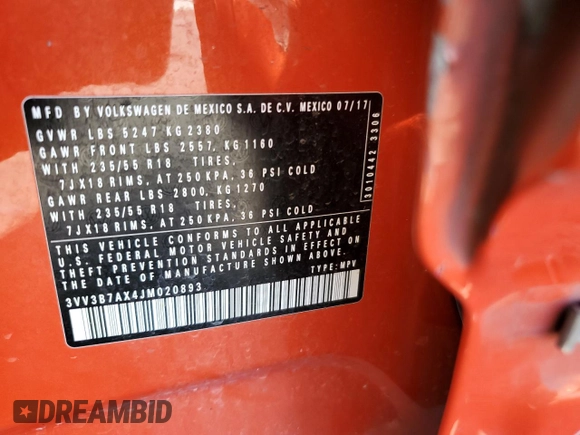 MFD BY VOLKSWAGEN DE MEXICO S.A. DE C.V. MEXICO 07/17
GVWR LBS 5247 KG 2380
GAWR FRONT LBS 2557, KG 1160
WITH 235/55 R18 TIRES,
7JX18 RIMS, AT 250 KPA, 36 PSI COLD
GAWR REAR LBS 2800, KG 1270
WITH 235/55 R18 TIRES,
7JX18 RIMS, AT 250 KPA, 36 PSI COLD
THIS VEHICLE CONFORMS TO ALL APPLICABLE
U.S. FEDERAL MOTOR VEHICLE SAFETY AND
THEFT PREVENTION STANDARDS IN EFFECT ON
DATE OF MANUFACTURE SHOWN ABOVE.
3VV3B7AX4JM020893 TYPE: MPV
3010442 3306
DREAMBID